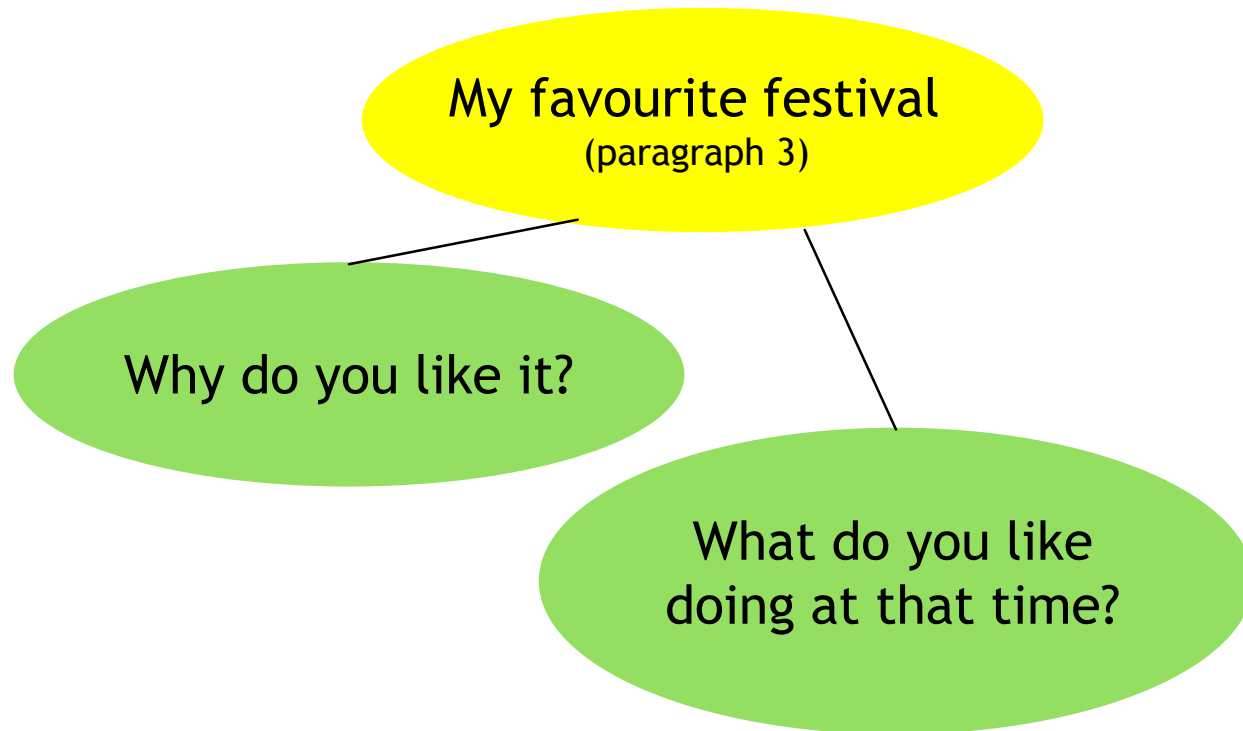 My favourite festival
(paragraph 3)
Why do you like it?
What do you like
doing at that time?